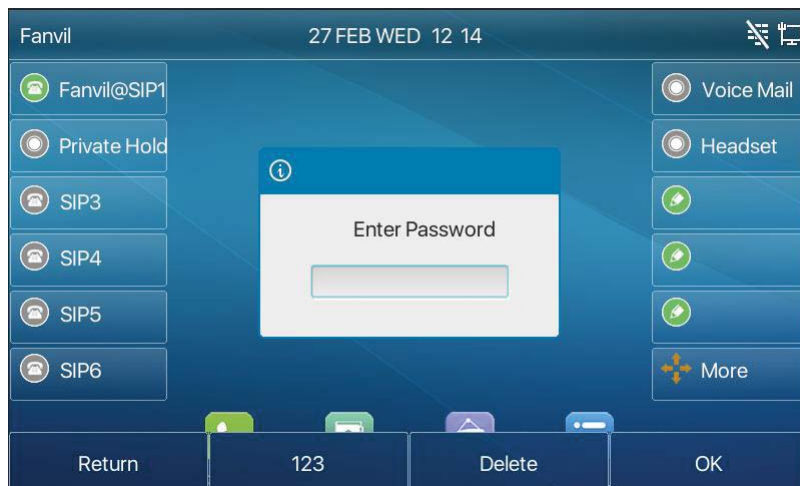 Fanvil 27 FEB WED 12 14
Fanvil@SIP1
Private Hold
SIP3
SIP4
SIP5
SIP6
Enter Password
Voice Mail
Headset
More
Return 123 Delete OK